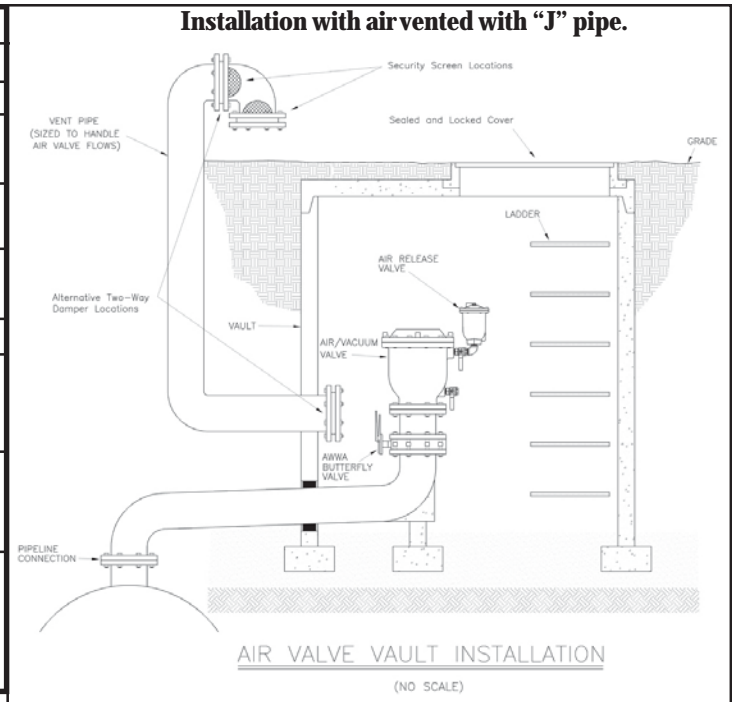 Installation with air vented with “J” pipe.
Security Screen Locations
VENT PIPE
(SIZED TO HANDLE
AIR VALVE FLOWS)
Sealed and Locked Cover
GRADE
LADDER
AIR RELEASE
VALVE
Alternative Two-Way
Damper Locations
VAULT
AIR/VACUUM
VALVE
AWWA
BUTTERFLY
VALVE
PIPELINE
CONNECTION
AIR VALVE VAULT INSTALLATION
(NO SCALE)